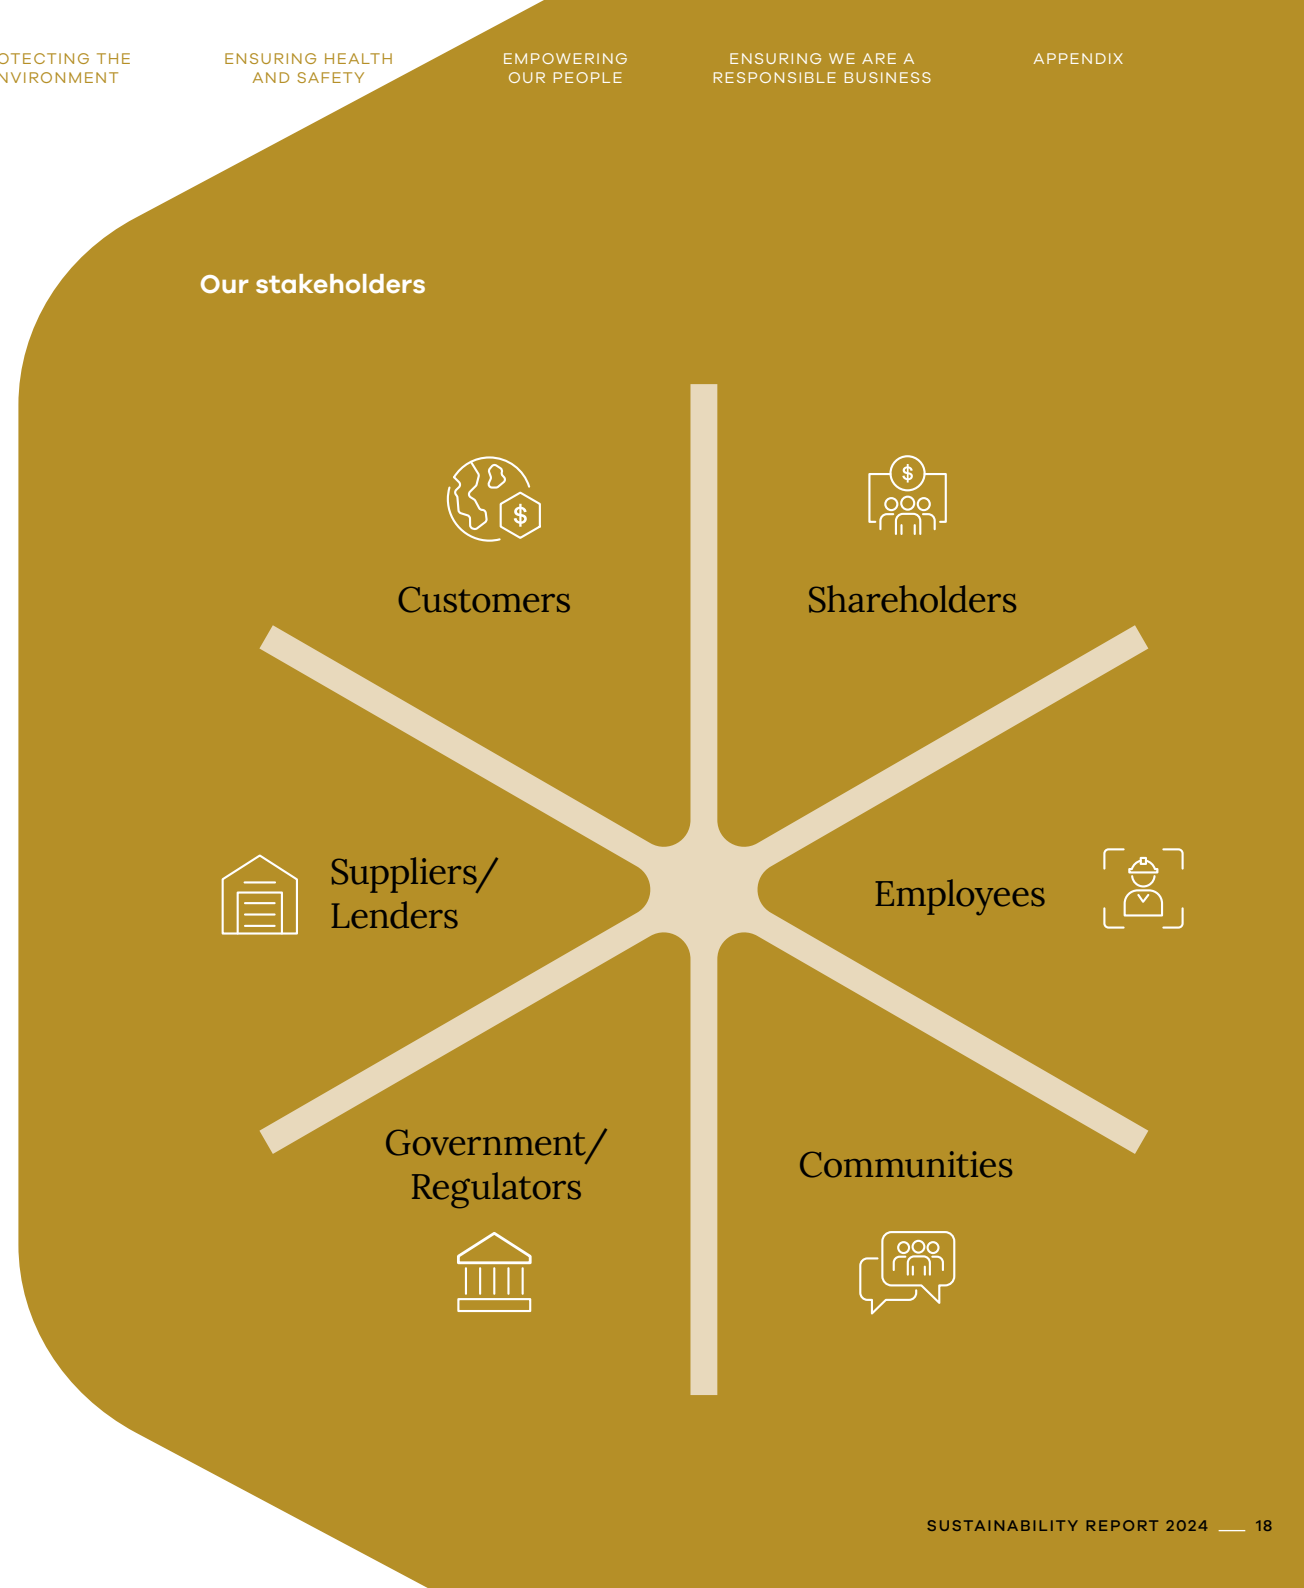 OTECTING THE
NVIRONMENT
ENSURING HEALTH
AND SAFETY
EMPOWERING
OUR PEOPLE
ENSURING WE ARE A
RESPONSIBLE BUSINESS
APPENDIX
Our stakeholders
$
$
Customers
Shareholders
Suppliers/
Lenders
Employees
Government/
Regulators
Communities
SUSTAINABILITY REPORT 2024 __ 18